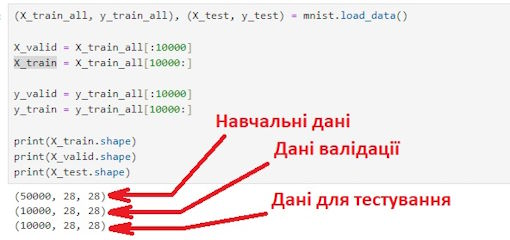 (X_train_all, y_train_all), (X_test, y_test) = mnist.load_data()
X_valid = X_train_all[:10000]
X_train = X_train_all[10000:]
y_valid = y_train_all[:10000]
y_train = y_train_all[10000:]
Навчальні дані
print(X_train.shape)
Дані валідації
print(X_valid.shape)
print(X_test.shape)
Дані для тестування
(50000, 28, 28)
(10000, 28, 28)
(10000, 28, 28)